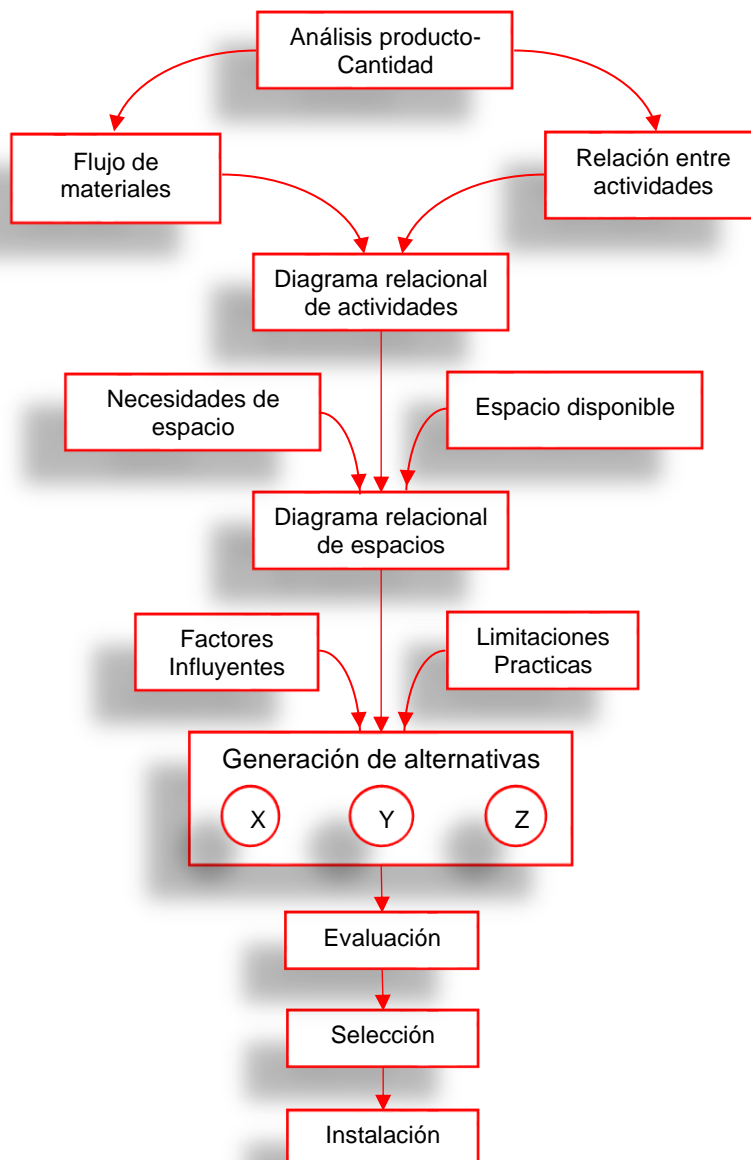 Análisis producto-
Cantidad
Flujo de
materiales
Relación entre
actividades
Diagrama relacional
de actividades
Necesidades de
espacio
Espacio disponible
Diagrama relacional
de espacios
Factores
Influyentes
Limitaciones
Practicas
Generación de alternativas
X
Y
Z
Evaluación
Selección
Instalación